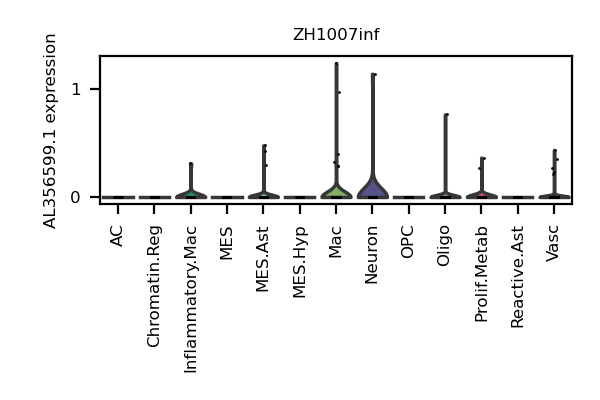 ZH1007inf
AL356599.1 expression
1
0
AC
Chromatin.Reg
Inflammatory.Mac
MES
MES.Ast
MES.Hyp
Mac
Neuron
OPC
Oligo
Prolif.Metab
Reactive.Ast
Vasc